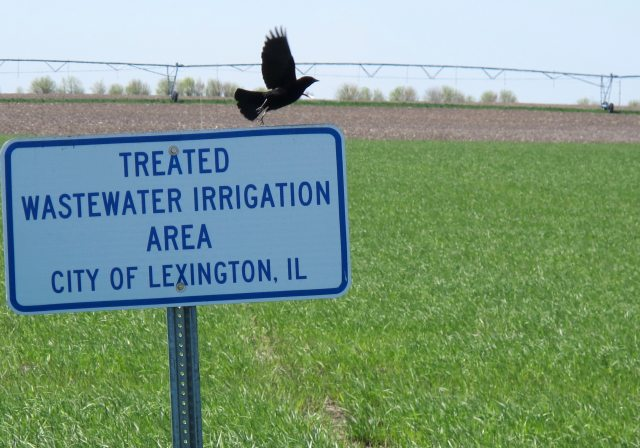 TREATED
WASTEWATER IRRIGATION
AREA
CITY OF LEXINGTON, IL